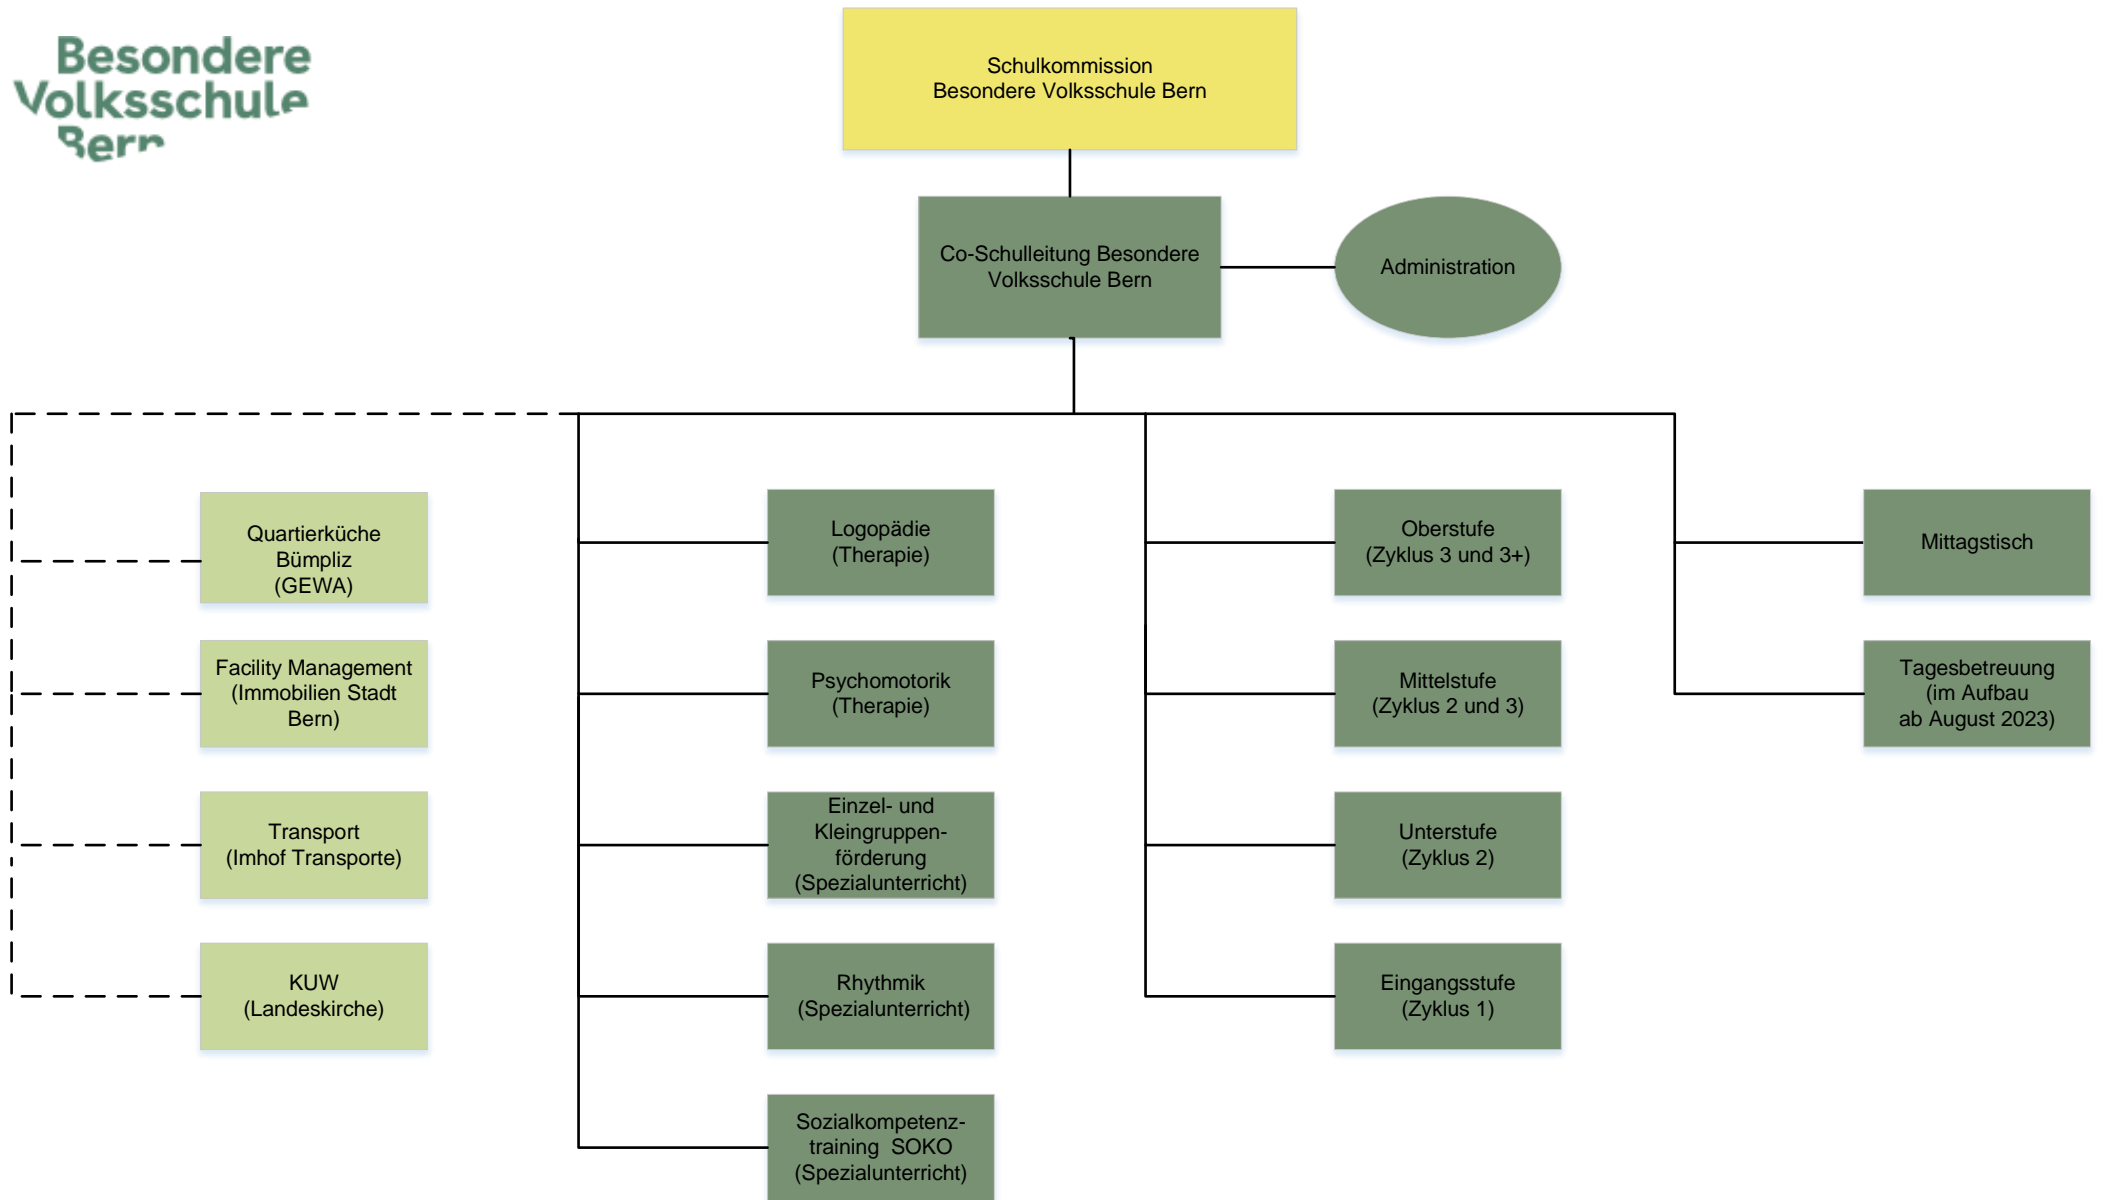 Besondere
Volksschule
Bern
Schulkommission
Besondere Volksschule Bern
Co-Schulleitung Besondere
Volksschule Bern
Administration
Quartierküche
Bümpliz
(GEWA)
Facility Management
(Immobilien Stadt
Bern)
Transport
(Imhof Transporte)
KUW
(Landeskirche)
Logopädie
(Therapie)
Psychomotorik
(Therapie)
Einzel- und
Kleingruppen-
förderung
(Spezialunterricht)
Rhythmik
(Spezialunterricht)
Sozialkompetenz-
training SOKO
(Spezialunterricht)
Oberstufe
(Zyklus 3 und 3+)
Mittelstufe
(Zyklus 2 und 3)
Unterstufe
(Zyklus 2)
Eingangsstufe
(Zyklus 1)
Mittagstisch
Tagesbetreuung
(im Aufbau
ab August 2023)